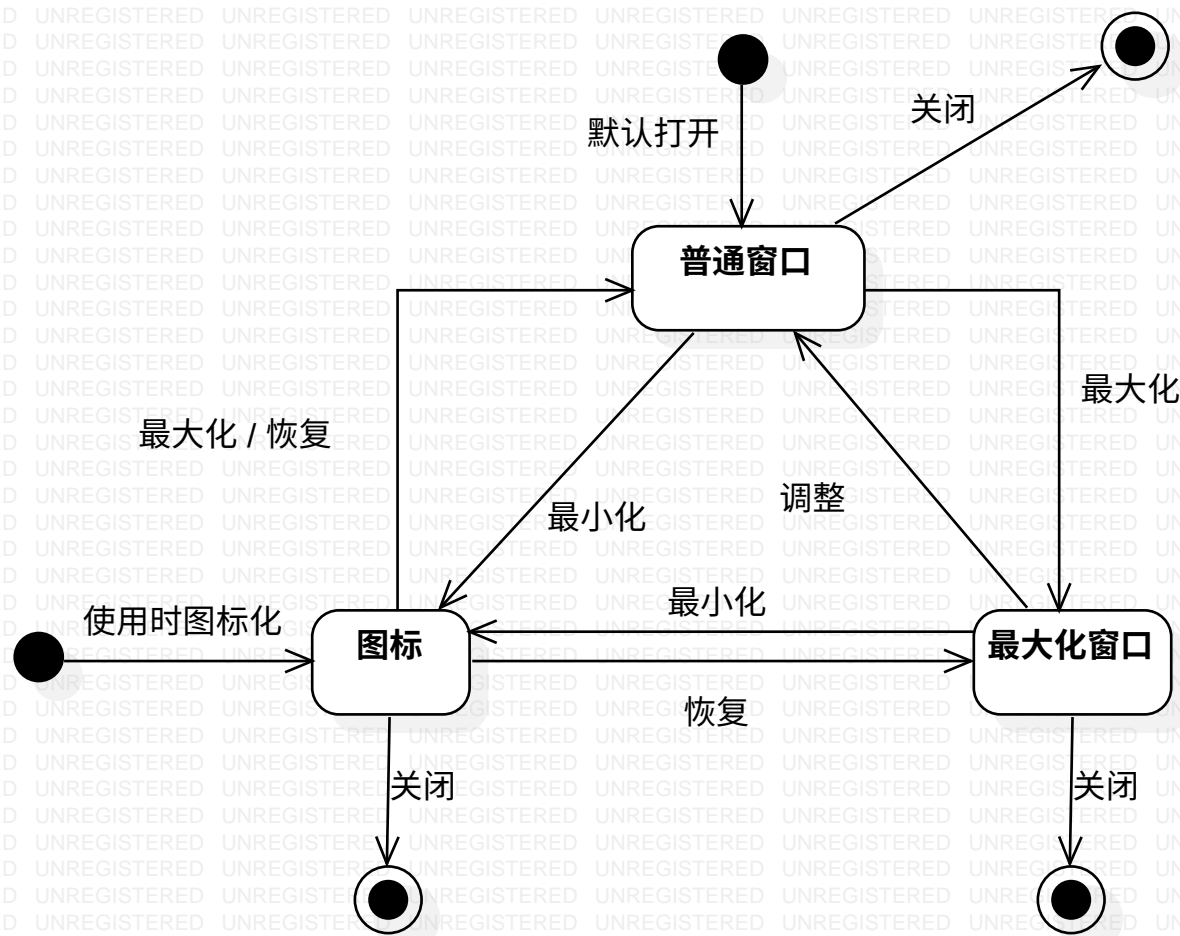 默认打开
关闭
普通窗口
最大化
最大化 / 恢复
调整
最小化
最小化
使用时图标化
图标
最大化窗口
恢复
关闭
关闭
UNREGISTERED